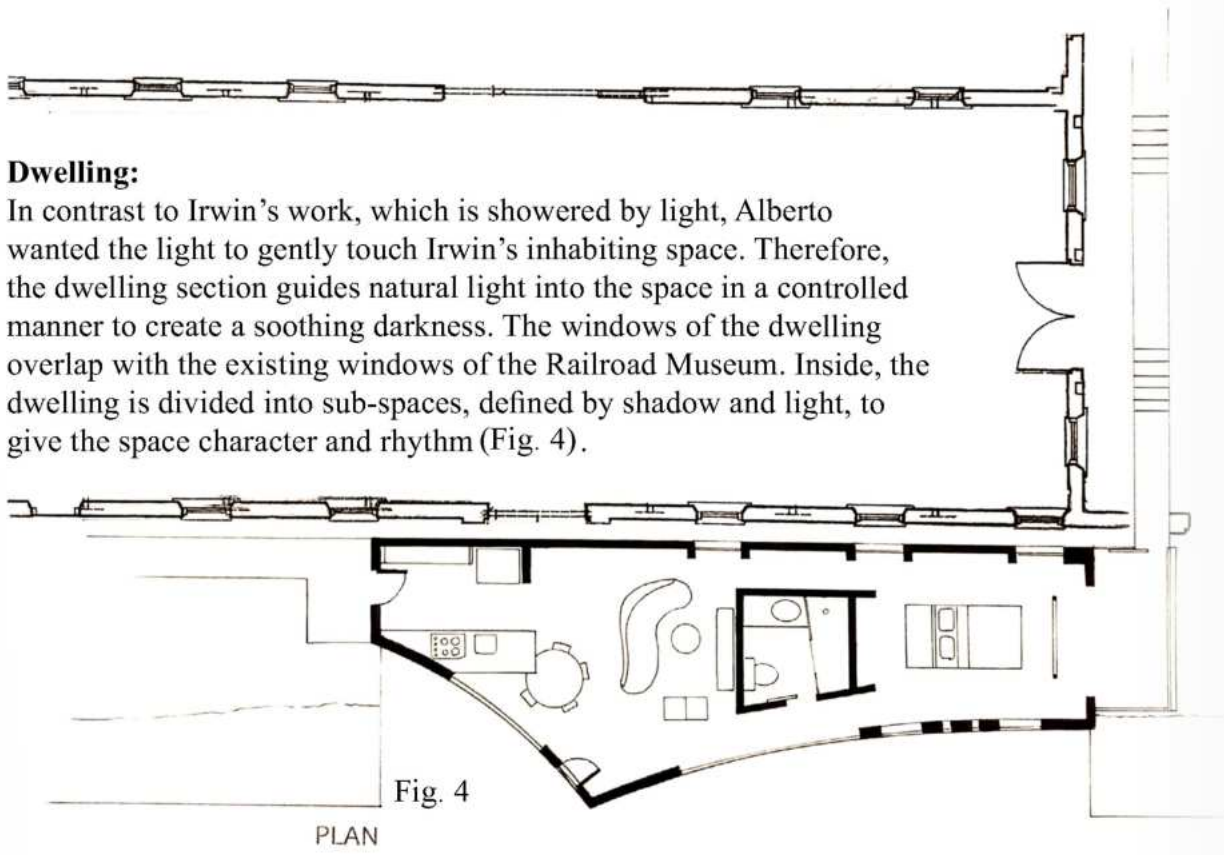 Dwelling:
In contrast to Irwin's work, which is showered by light, Alberto
wanted the light to gently touch Irwin's inhabiting space. Therefore,
the dwelling section guides natural light into the space in a controlled
manner to create a soothing darkness. The windows of the dwelling
overlap with the existing windows of the Railroad Museum. Inside, the
dwelling is divided into sub-spaces, defined by shadow and light, to
give the space character and rhythm (Fig. 4).
Fig. 4
PLAN